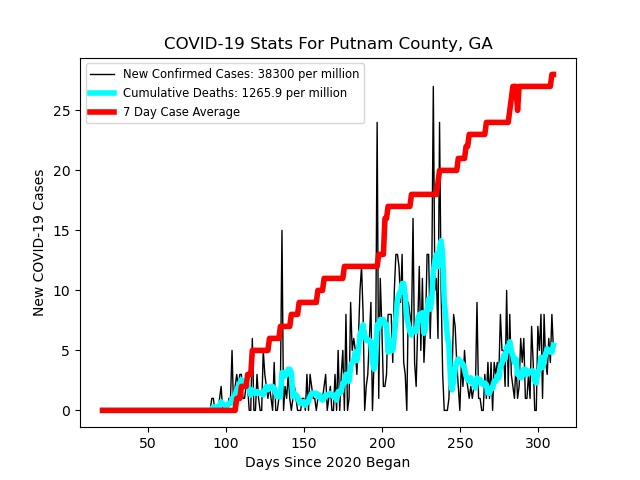 COVID-19 Stats For Putnam County, GA
New Confirmed Cases: 38300 per million
Cumulative Deaths: 1265.9 per million
7 Day Case Average
25
20
15
10
5
0
New COVID-19 Cases
50 100 150 200 250 300
Days Since 2020 Began